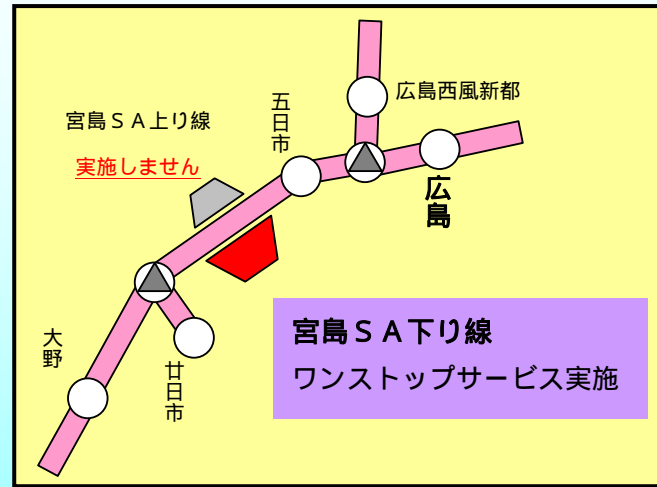 宮島ＳＡ上り線
実施しません
五日市
広島西風新都
広島
大野
廿日市
宮島ＳＡ下り線
ワンストップサービス実施